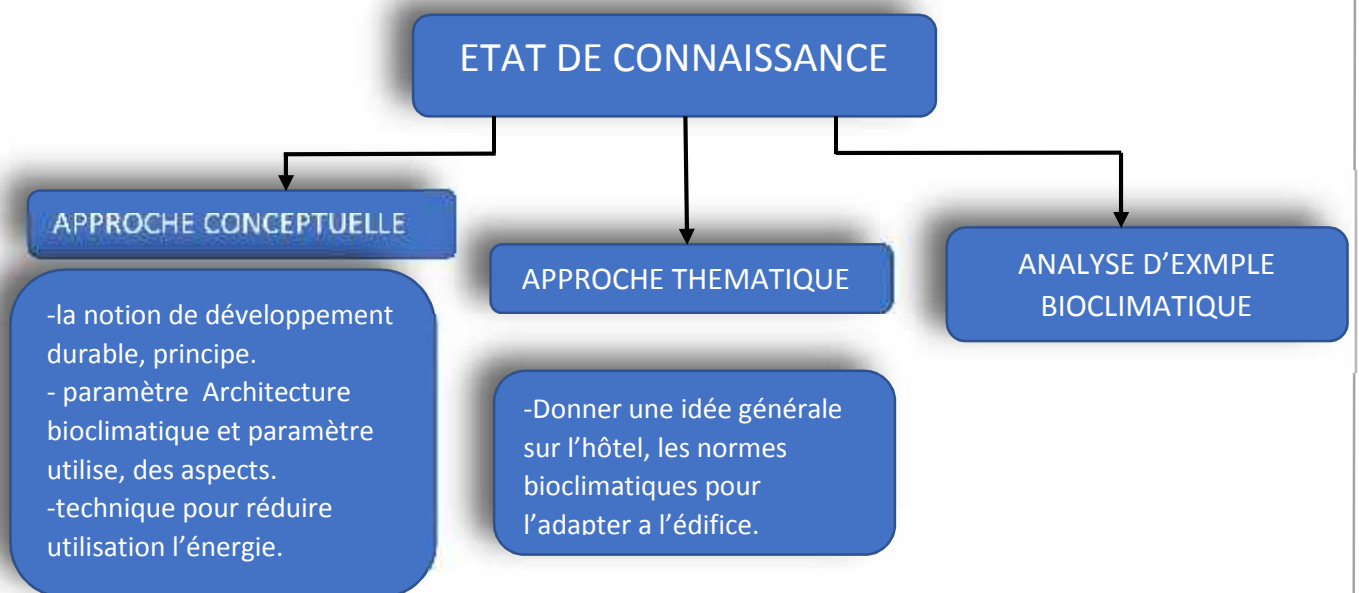 ETAT DE CONNAISSANCE
APPROCHE CONCEPTUELLE
-la notion de développement
durable, principe.
- paramètre Architecture
bioclimatique et paramètre
utilise, des aspects.
-technique pour réduire
utilisation l’énergie.
APPROCHE THEMATIQUE
-Donner une idée générale
sur l’hôtel, les normes
bioclimatiques pour
l’adapter a l’édifice.
ANALYSE D’EXMPLE
BIOCLIMATIQUE